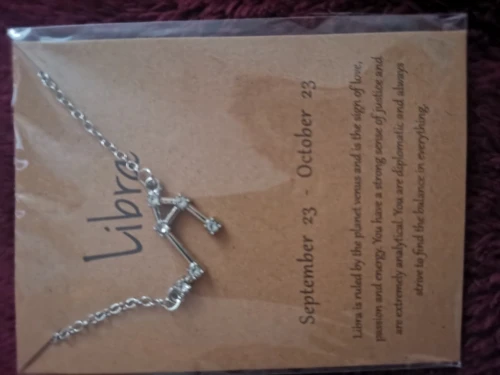 Libra
September 23 - October 23
Libra is ruled by the planet venus and is the sign of love,
passion and energy. You have a strong sense of justice and
are extremely analytical. You are diplomatic and always
strive to find the balance in everything.